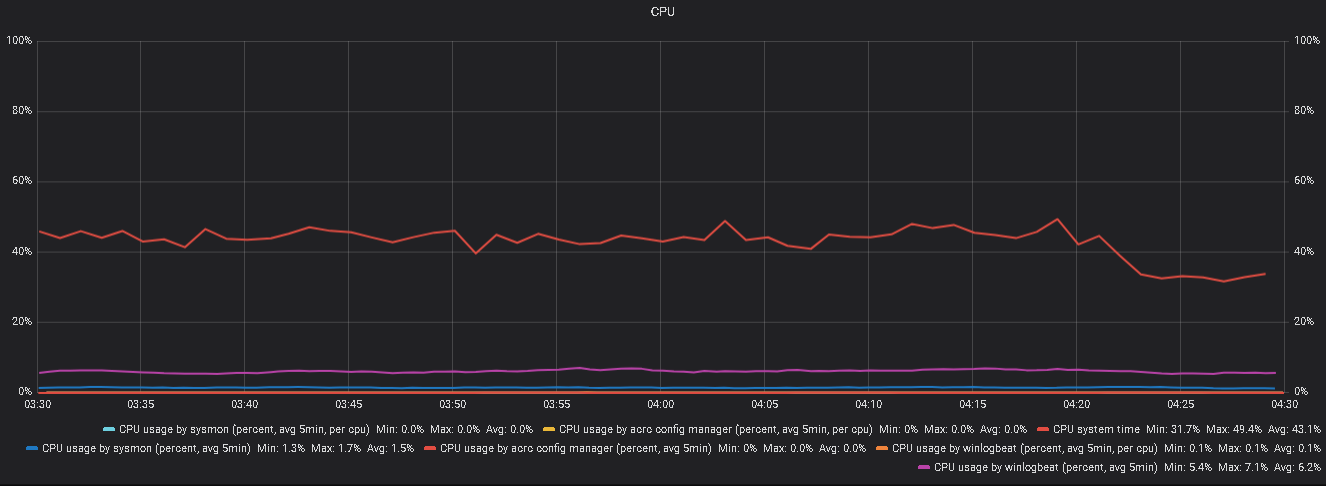 CPU
100% 100%
80% 80%
60% 60%
40% 40%
20% 20%
0% 0%
03:30 03:35 03:40 03:45 03:50 03:55 04:00 04:05 04:10 04:15 04:20 04:25 04:30
CPU usage by sysmon (percent, avg 5min, per cpu) Min: 0.0% Max: 0.0% Avg: 0.0% CPU usage by acrc config manager (percent, avg 5min, per cpu) Min: 0% Max: 0.0% Avg: 0.0% CPU system time Min: 31.7% Max: 49.4% Avg: 43.1%
CPU usage by sysmon (percent, avg 5min) Min: 1.3% Max: 1.7% Avg: 1.5% CPU usage by acrc config manager (percent, avg 5min) Min: 0% Max: 0.0% Avg: 0.0% CPU usage by winlogbeat (percent, avg 5min, per cpu) Min: 0.1% Max: 0.1% Avg: 0.1%
CPU usage by winlogbeat (percent, avg 5min) Min: 5.4% Max: 7.1% Avg: 6.2%